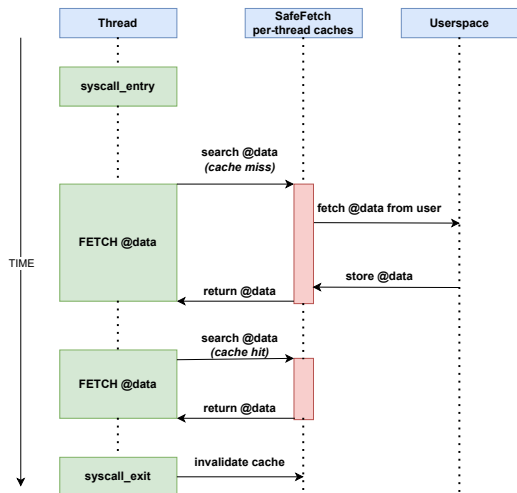 Thread
SafeFetch
per-thread caches
Userspace
syscall_entry
search @data
(cache miss)
fetch @data from user
FETCH @data
TIME
store @data
return @data
search @data
(cache hit)
FETCH @data
return @data
invalidate cache
syscall_exit